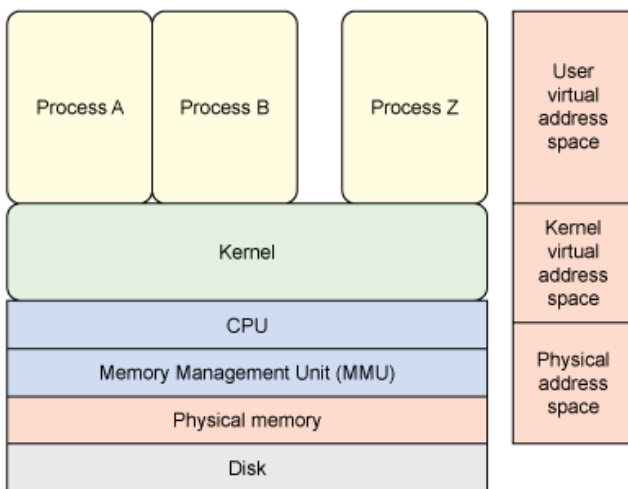 Process A
Process B
Process Z
Kernel
CPU
Memory Management Unit (MMU)
Physical memory
Disk
User
virtual
address
space
Kernel
virtual
address
space
Physical
address
space